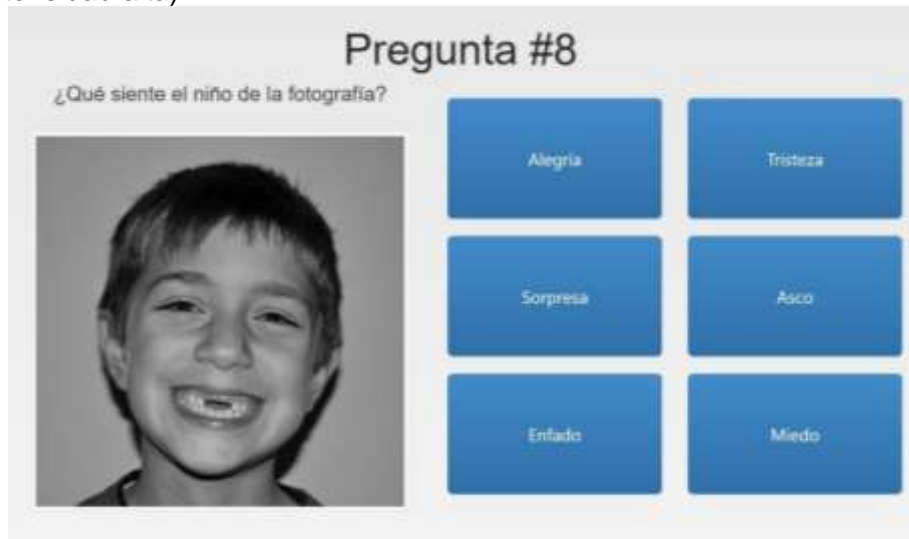 Pregunta #8
¿Qué siente el niño de la fotografía?
Alegría
Tristeza
Sorpresa
Asco
Enfado
Miedo